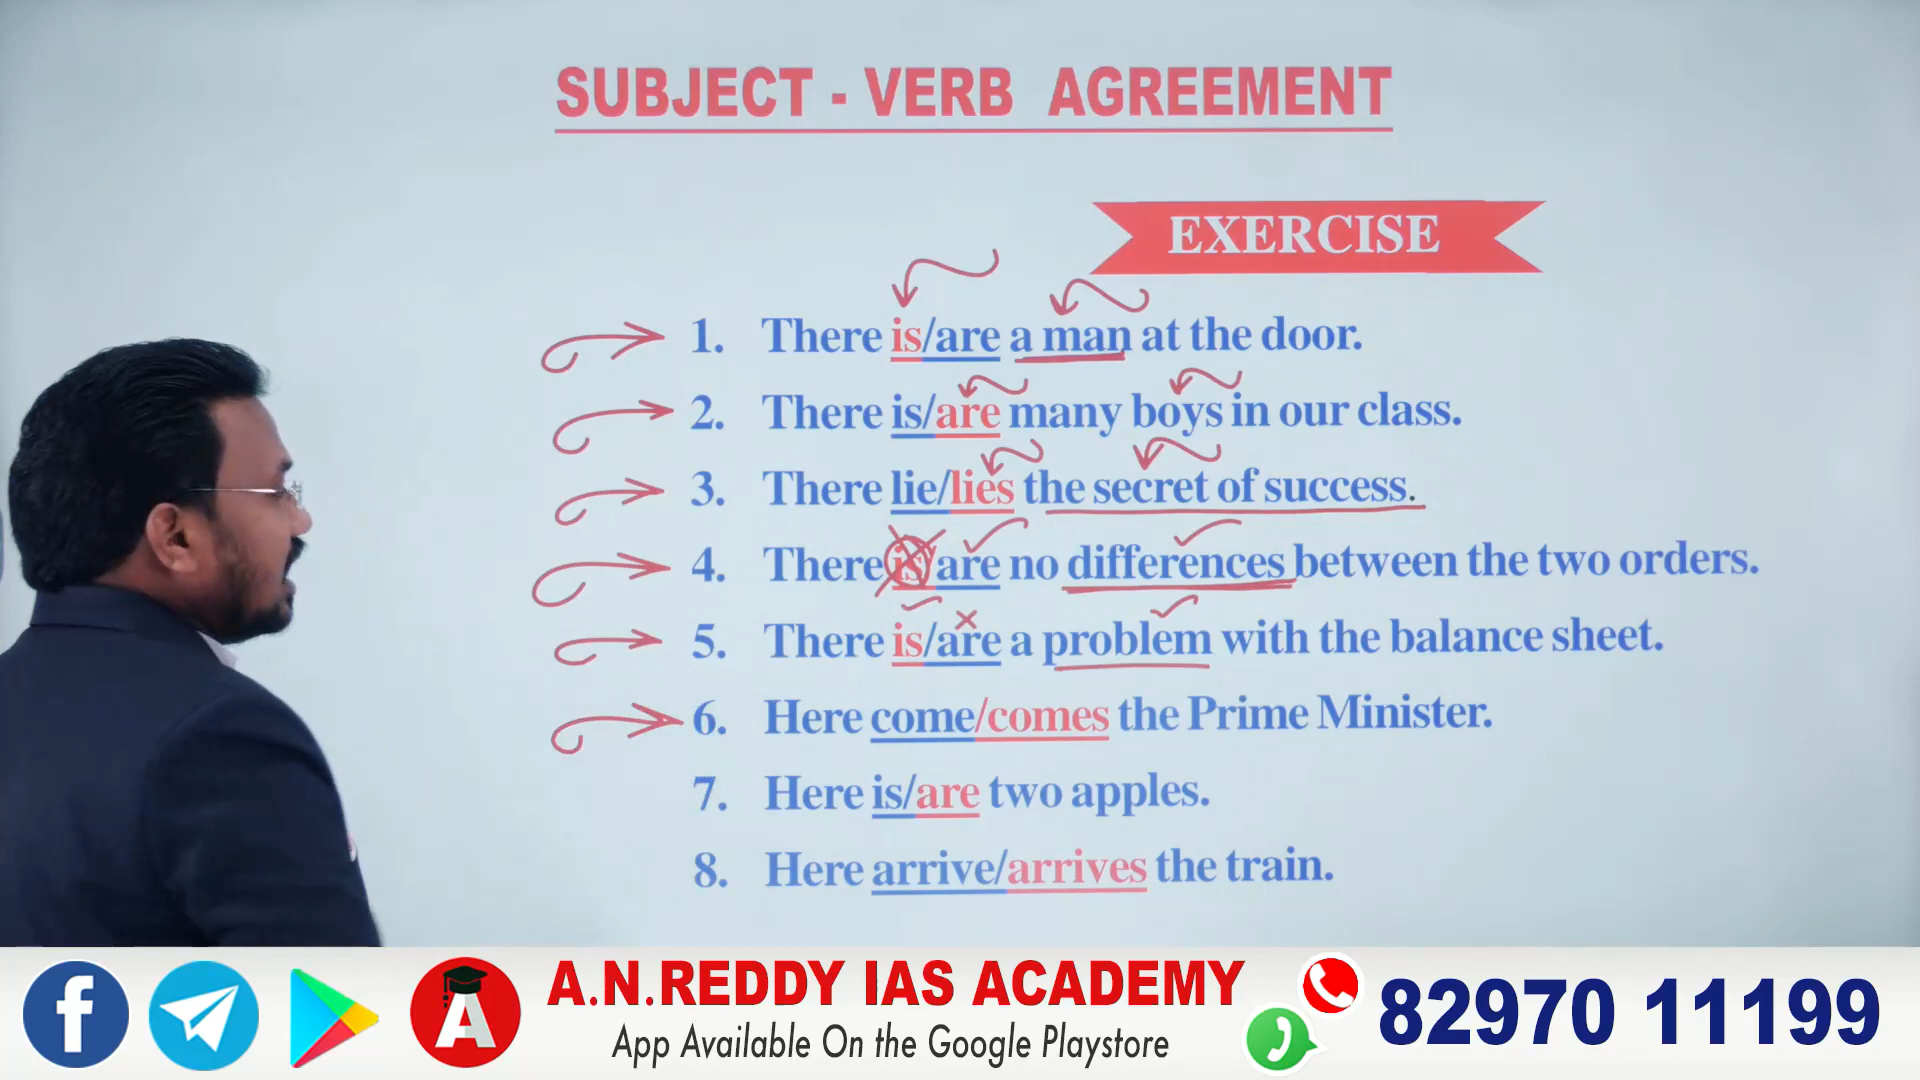 SUBJECT - VERB AGREEMENT
EXERCISE
1. There is/are a man at the door.
2. There is/are many boys in our class.
3. There lie/lies the secret of success.
4. There is/are no differences between the two orders.
5. There is/are a problem with the balance sheet.
6. Here come/comes the Prime Minister.
7. Here is/are two apples.
8. Here arrive/arrives the train.
A.N.REDDY IAS ACADEMY
App Available On the Google Playstore
82970 11199